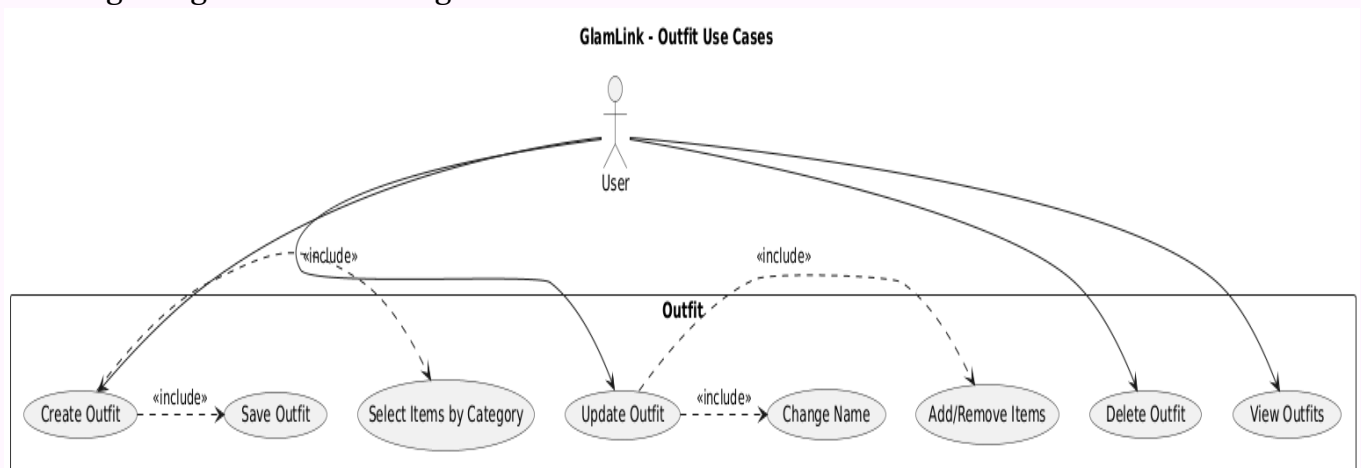 GlamLink - Outfit Use Cases
User
«include»
«include»
Outfit
«include»
«include»
Create Outfit
Save Outfit
Select Items by Category
Update Outfit
Change Name
Add/Remove Items
Delete Outfit
View Outfits